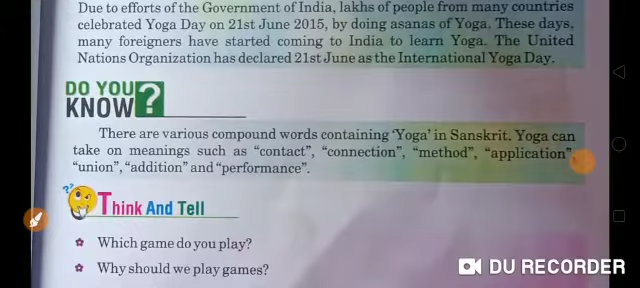 Due to efforts of the Government of India, lakhs of people from many countries
celebrated Yoga Day on 21st June 2015, by doing asanas of Yoga. These days,
many foreigners have started coming to India to learn Yoga. The United
Nations Organization has declared 21st June as the International Yoga Day.
DO YOU
KNOW?
There are various compound words containing 'Yoga' in Sanskrit. Yoga can
take on meanings such as "contact", "connection", "method", "application",
"union", "addition" and "performance".
??
Think And Tell
Which game do you play?
Why should we play games?
DU RECORDER